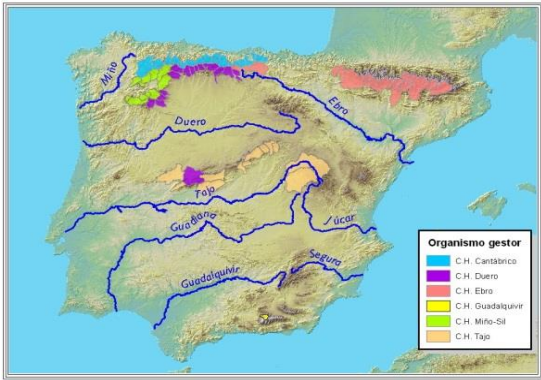 Miño
Ebro
Duero
Tajo
Guadiana
Júcar
Segura
Guadalquivir
Organismo gestor
C.H. Cantábrico
C.H. Duero
C.H. Ebro
C.H. Guadalquivir
C.H. Miño-Sil
C.H. Tajo